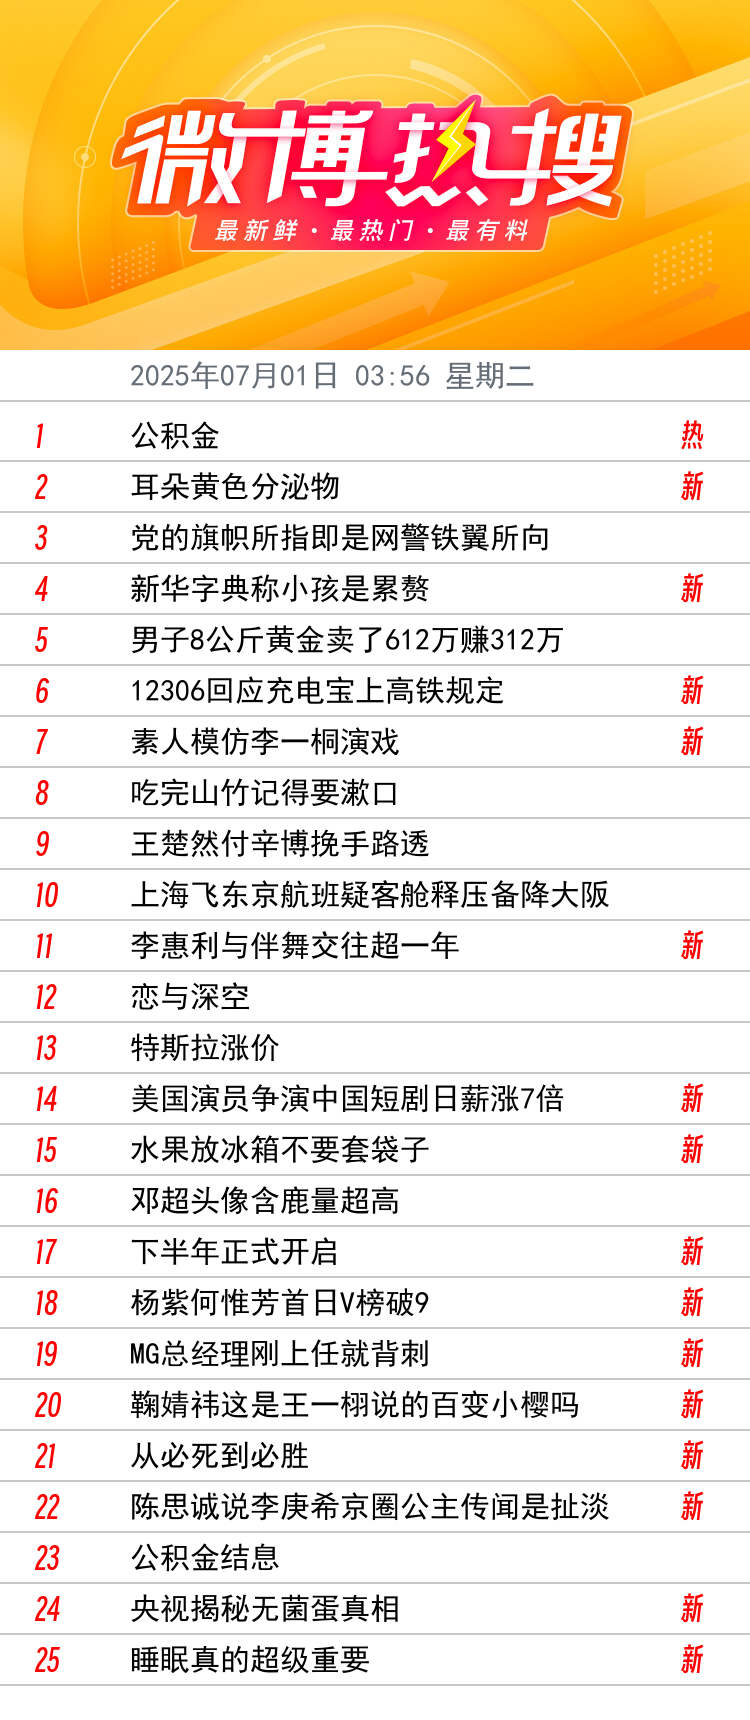 微博热搜
最新鲜·最热门·最有料
2025年07月01日 03:56 星期二
1 公积金 热
2 耳朵黄色分泌物 新
3 党的旗帜所指即是网警铁翼所向
4 新华字典称小孩是累赘 新
5 男子8公斤黄金卖了612万赚312万
6 12306回应充电宝上高铁规定 新
7 素人模仿李一桐演戏 新
8 吃完山竹记得要漱口
9 王楚然付辛博挽手路透
10 上海飞东京航班疑客舱释压备降大阪
11 李惠利与伴舞交往超一年 新
12 恋与深空
13 特斯拉涨价
14 美国演员争演中国短剧日薪涨7倍 新
15 水果放冰箱不要套袋子 新
16 邓超头像含鹿量超高
17 下半年正式开启 新
18 杨紫何惟芳首日V榜破9 新
19 MG总经理刚上任就背刺 新
20 鞠婧祎这是王一栩说的百变小樱吗 新
21 从必死到必胜 新
22 陈思诚说李庚希京圈公主传闻是扯淡 新
23 公积金结息
24 央视揭秘无菌蛋真相 新
25 睡眠真的超级重要 新